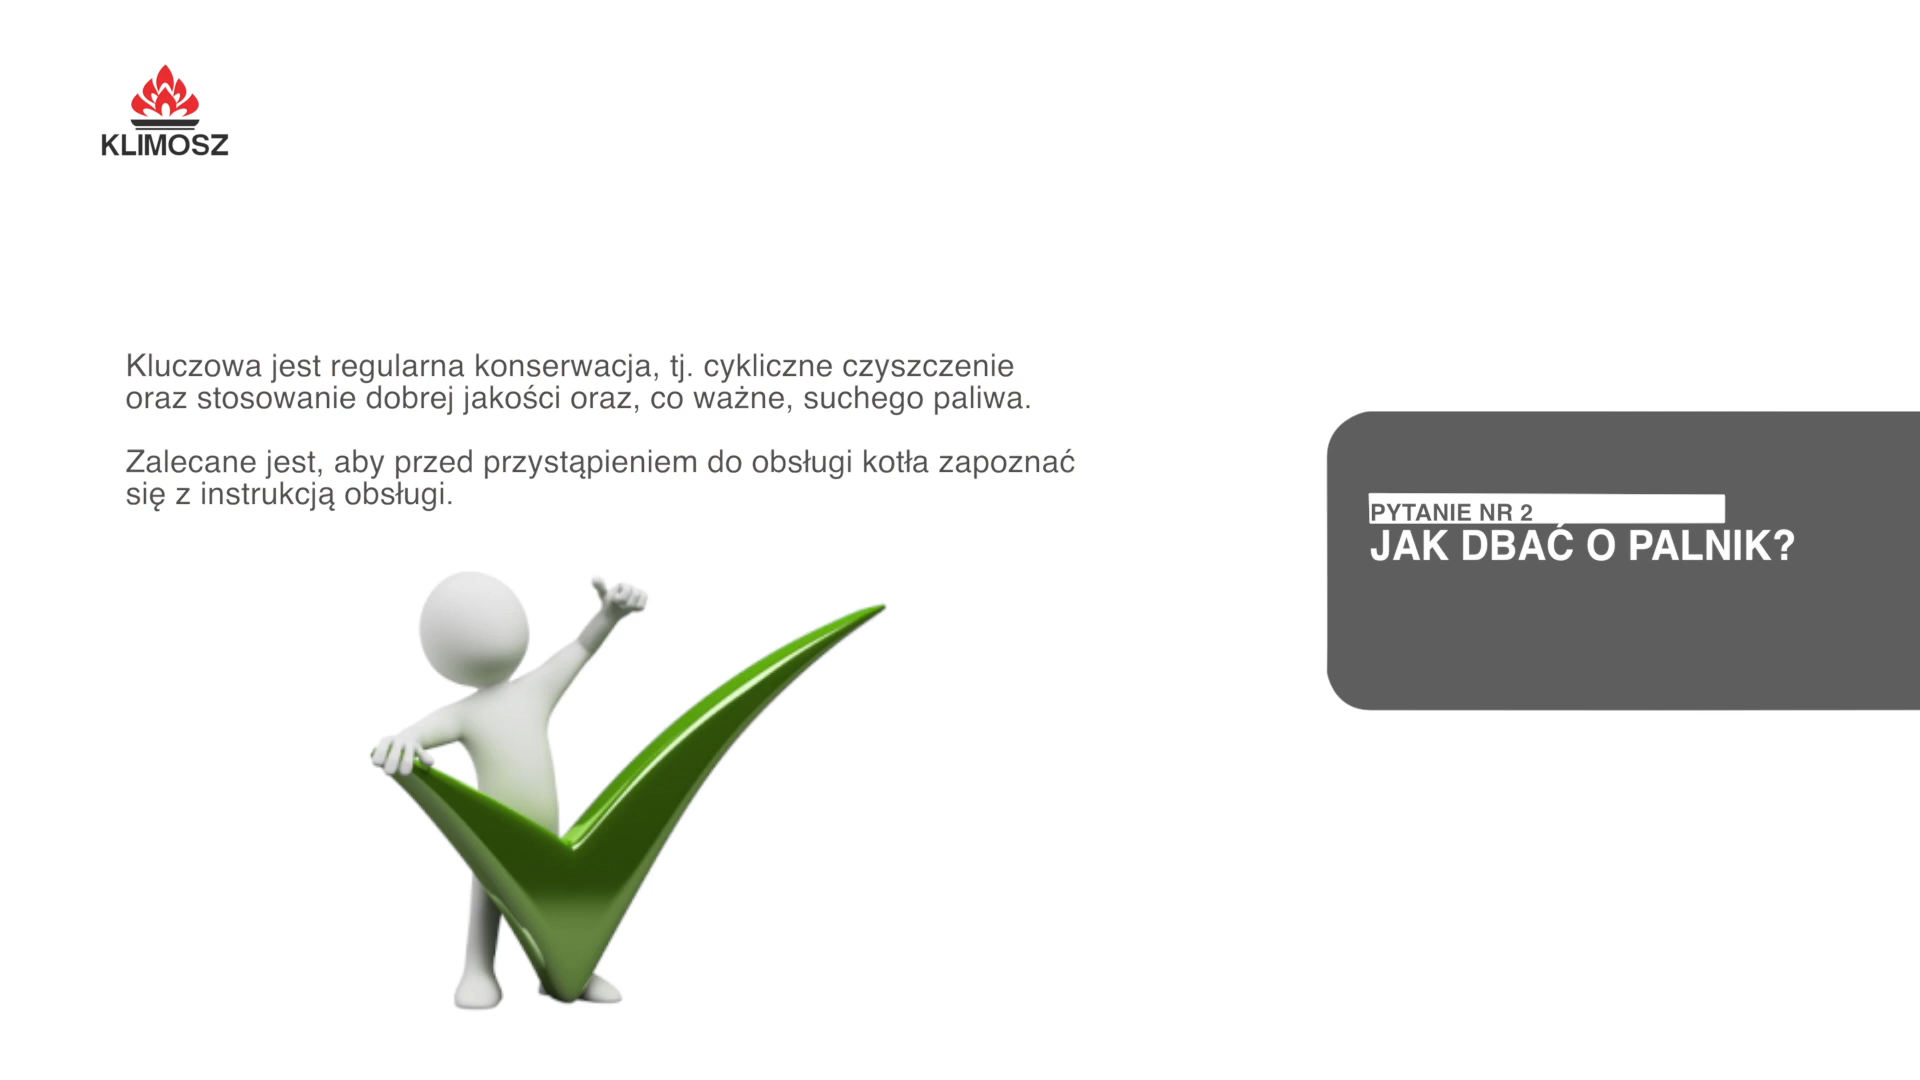 KLIMOSZ
Kluczowa jest regularna konserwacja, tj. cykliczne czyszczenie
oraz stosowanie dobrej jakości oraz, co ważne, suchego paliwa.
Zalecane jest, aby przed przystąpieniem do obsługi kotła zapoznać
się z instrukcją obsługi.
PYTANIE NR 2
JAK DBAĆ O PALNIK?